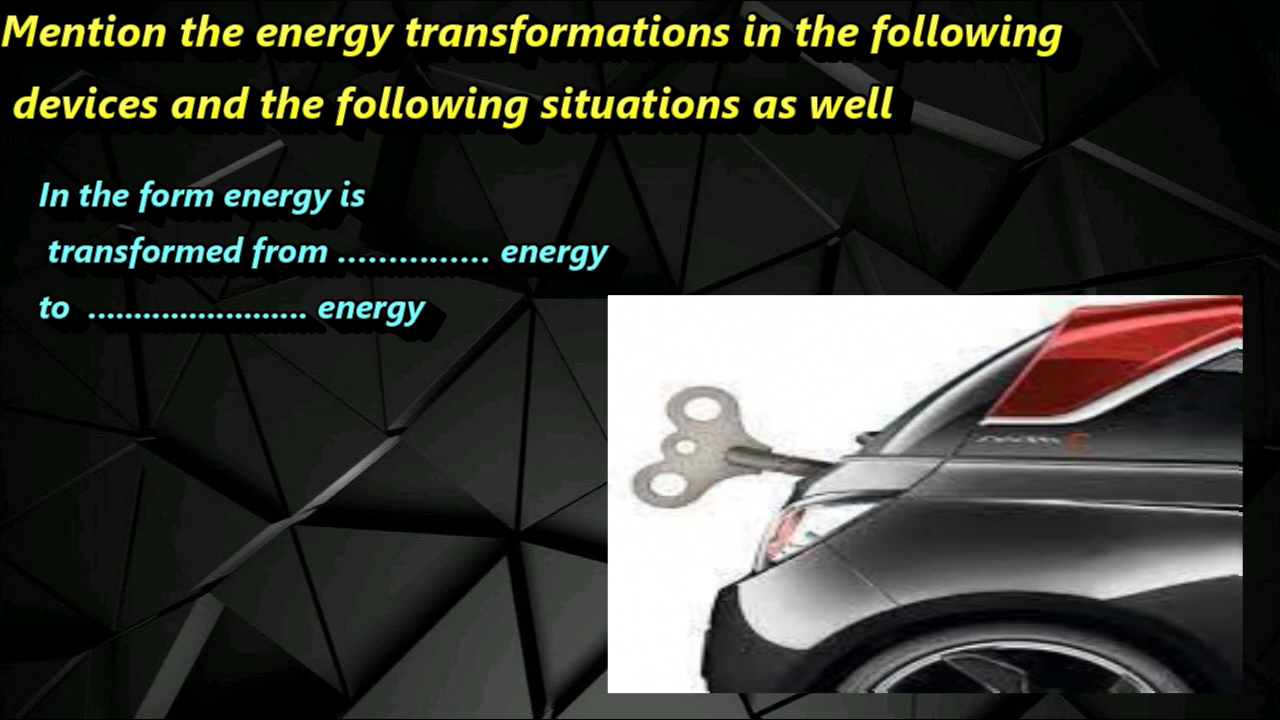 Mention the energy transformations in the following
devices and the following situations as well
In the form energy is
transformed from ............... energy
to ........................ energy